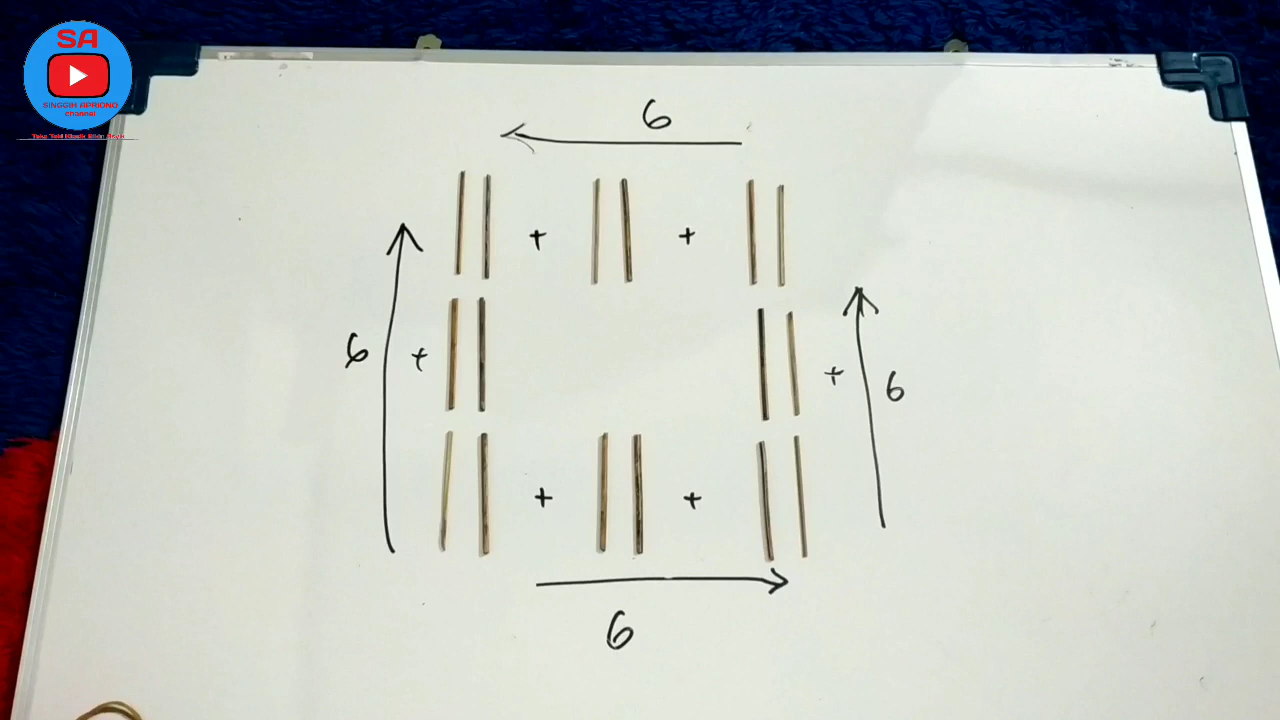 SA
SINGGIH APRIONO
channel
6
+ +
6 + + 6
+ +
6